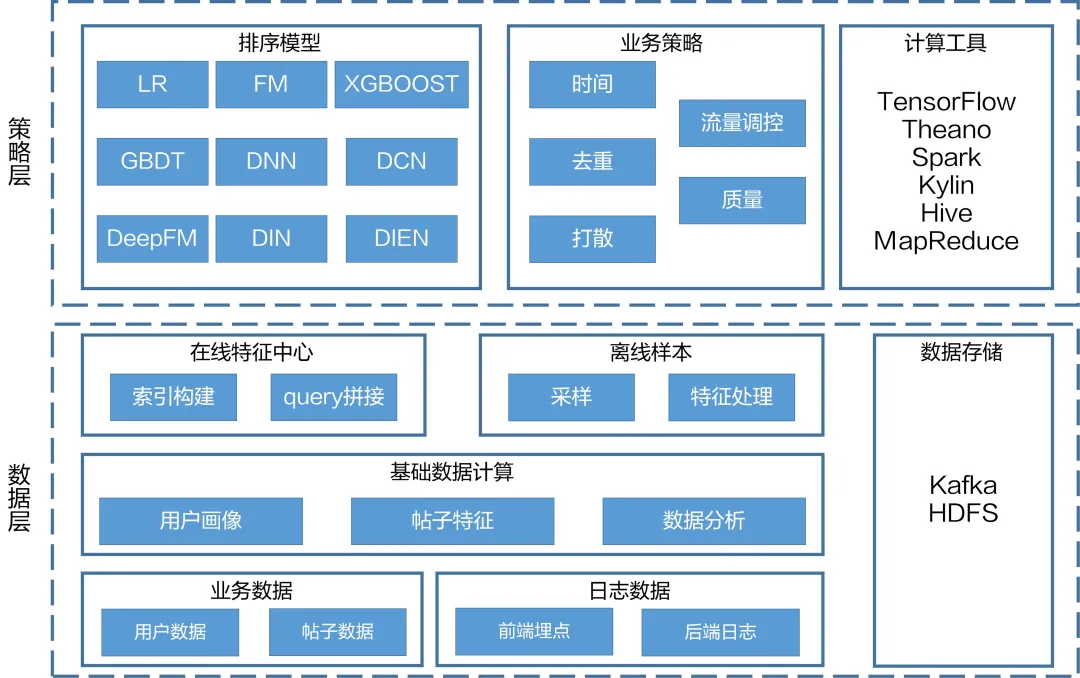 策略层
排序模型
LR
FM
XGBOOST
GBDT
DNN
DCN
DeepFM
DIN
DIEN
业务策略
时间
去重
打散
流量调控
质量
计算工具
TensorFlow
Theano
Spark
Kylin
Hive
MapReduce
数据层
在线特征中心
索引构建
query拼接
离线样本
采样
特征处理
基础数据计算
用户画像
帖子特征
数据分析
业务数据
用户数据
帖子数据
日志数据
前端埋点
后端日志
数据存储
Kafka
HDFS